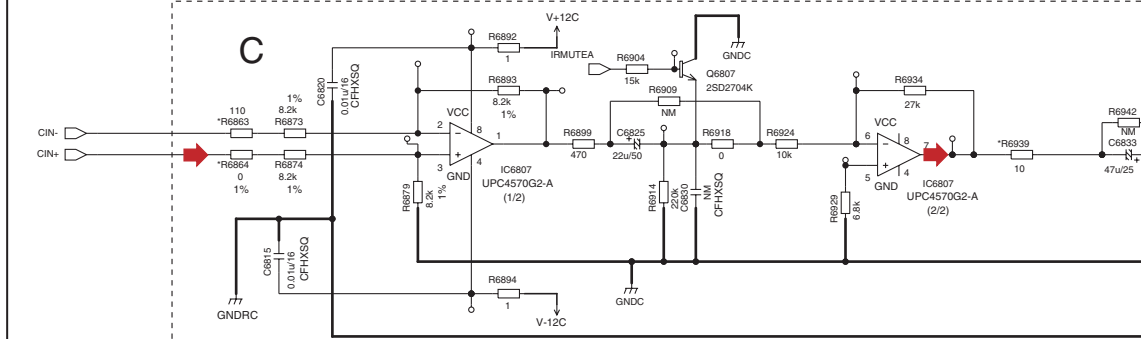 C
V+12C
R6892
1
IRMUTEA
R6904
15k
GNDC
Q6807
2SD2704K
C6820
0.01u/16
CFHXSQ
R6893
8.2k
1%
R6909
NM
R6934
27k
110
*R6863
1%
8.2k
R6873
CIN-
CIN+
*R6864
0
1%
R6874
8.2k
1%
VCC
2
8
1
3
4
GND
IC6807
UPC4570G2-A
(1/2)
R6899
470
C6825
22u/50
R6918
0
R6924
10k
VCC
6
8
7
5
4
GND
IC6807
UPC4570G2-A
(2/2)
*R6939
10
R6942
NM
C6833
47u/25
R6879
8.2k
1%
R6914
220k
C6830
NM
CFHXSQ
R6929
6.8k
C6815
0.01u/16
CFHXSQ
GNDRC
R6894
1
V-12C
GNDC